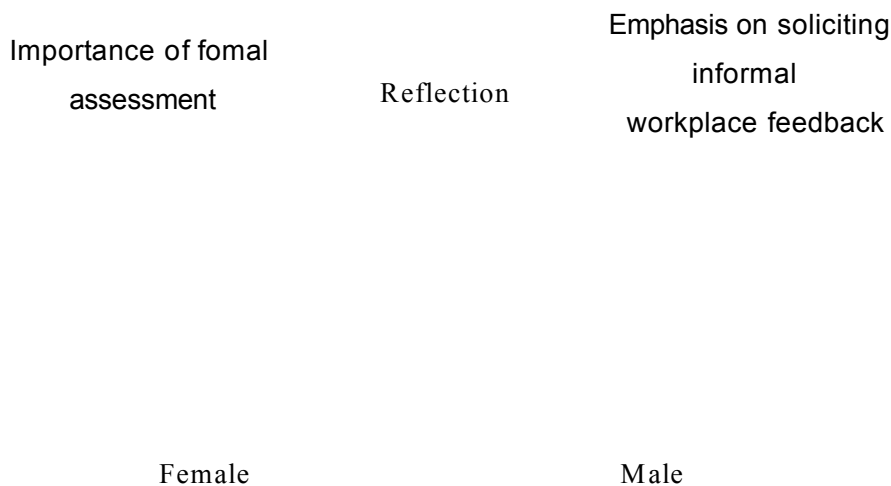 Importance of fomal
assessment
Reflection
Emphasis on soliciting
informal
workplace feedback
Female
Male